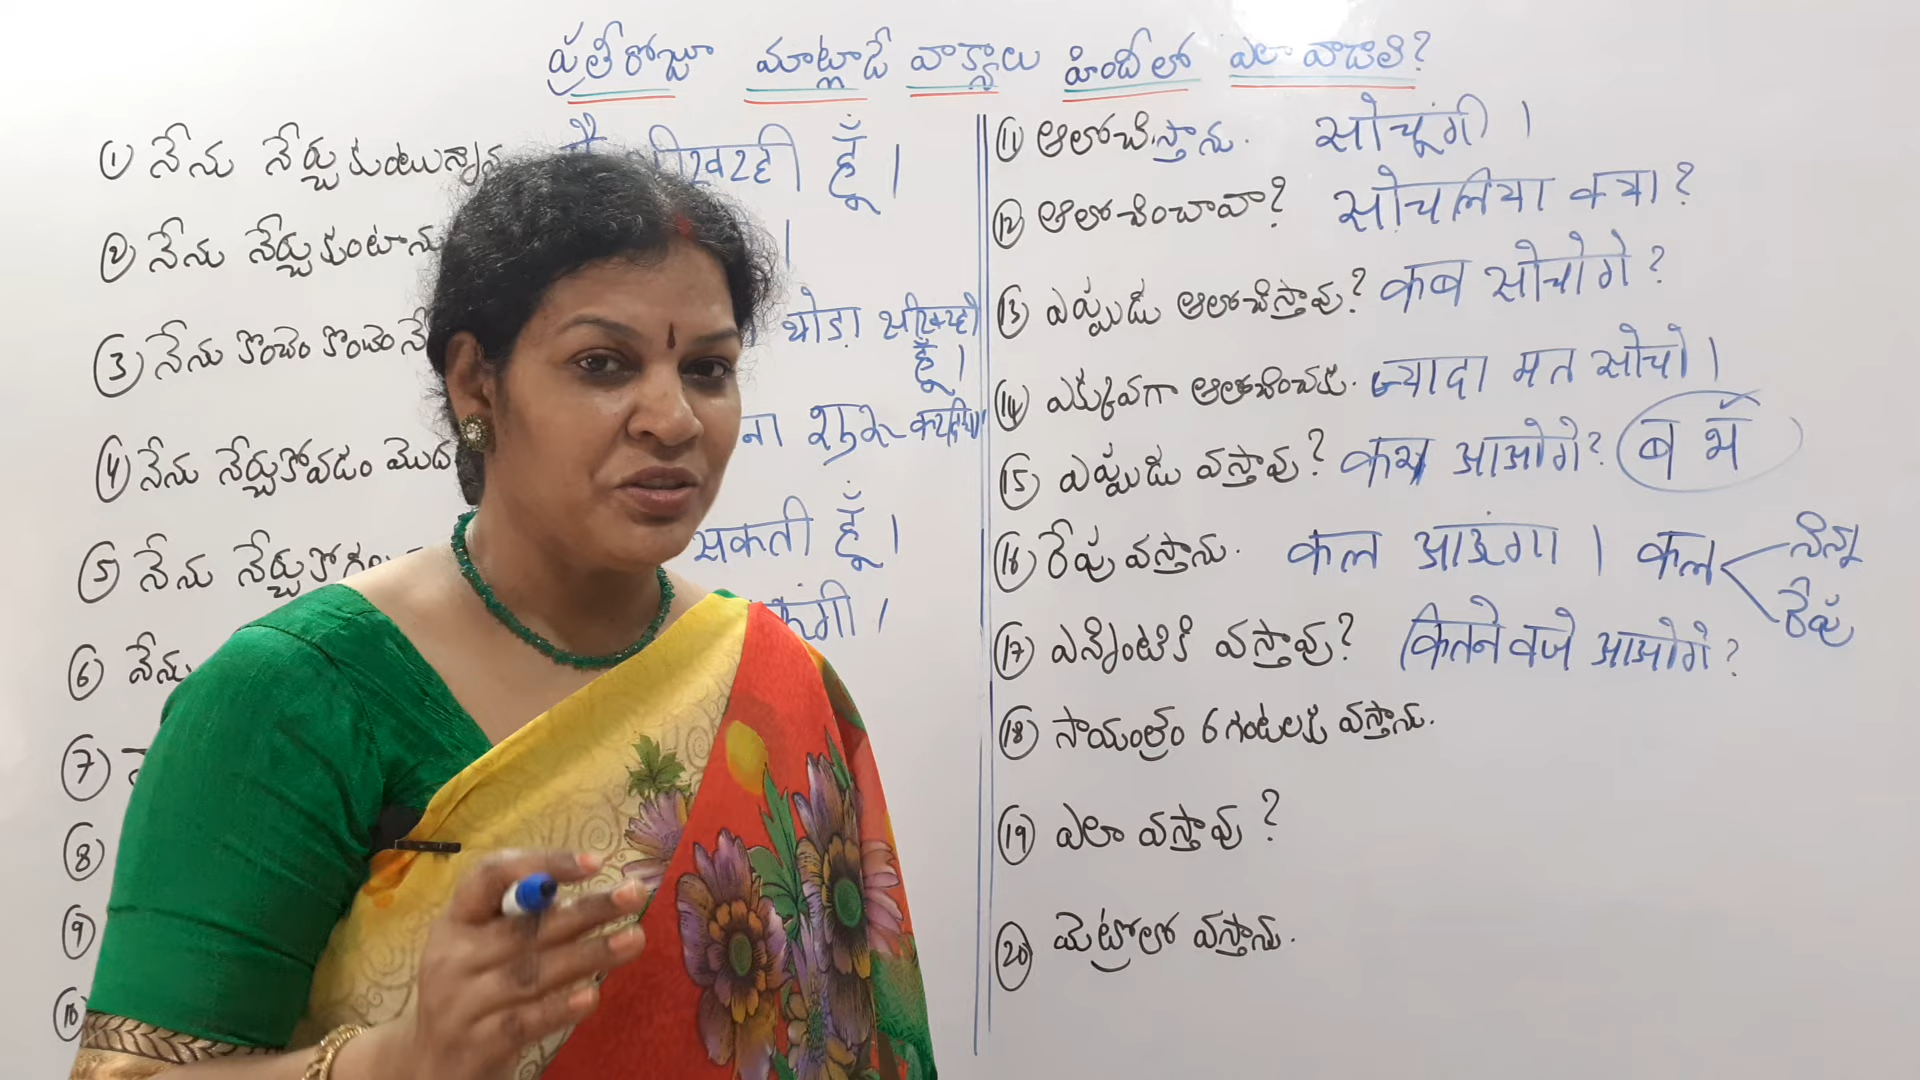 ప్రతీరోజూ మాట్లాడే వాక్యాలు హిందీలో ఎలా వాడాలి?
① నేను నేర్చుకుంటున్నాను हूँ।
② నేను నేర్చుకుంటాను ।
③ నేను కొంచెం కొంచెం నే थोडा सीख रही
हूँ।
④ నేను నేర్చుకోవడం మొద ना शुरू
⑤ నేను నేర్చుకోగల सकती हूँ।
⑥ నేను ।
⑦
⑧
⑨
⑩
⑪ ఆలోచిస్తాను. सोचूंगी।
⑫ ఆలోచించావా? सोचलिया क्या?
⑬ ఎప్పుడు ఆలోచిస్తావు? कब सोचोगे?
⑭ ఎక్కువగా ఆలోచించకు. ज्यादा मत सोचो।
⑮ ఎప్పుడు వస్తావు? कब आओगे? ब भ
⑯ రేపు వస్తాను. कल आऊंगा। कल నిన్న
రేపు
⑰ ఎన్నింటికి వస్తావు? कितने बजे आओगे?
⑱ సాయంత్రం 6 గంటలకు వస్తాను.
⑲ ఎలా వస్తావు?
⑳ మెట్రోలో వస్తాను.